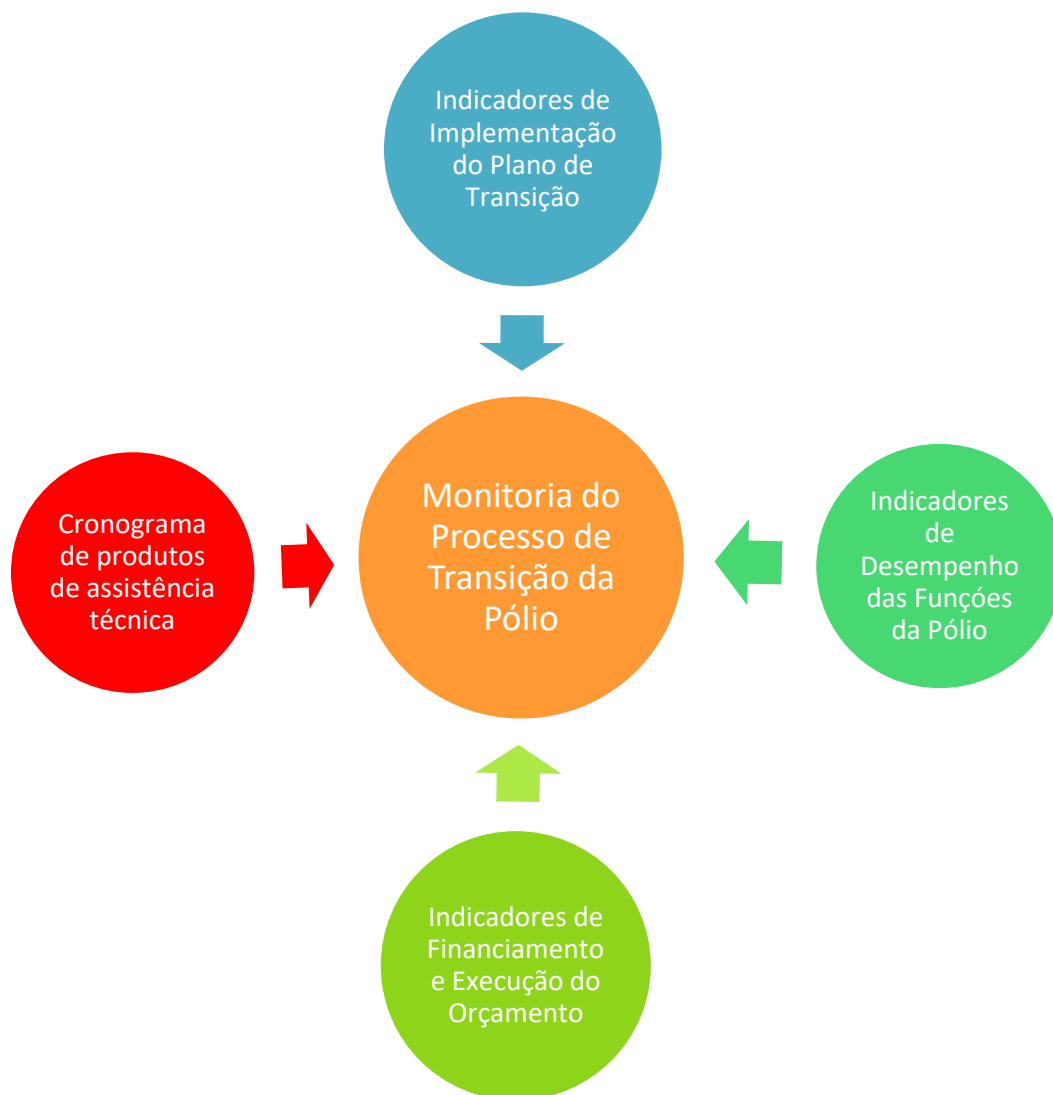 Indicadores de
Implementação
do Plano de
Transição
Cronograma
de produtos
de assistência
técnica
Monitoria do
Processo de
Transição da
Pólio
Indicadores
de
Desempenho
das Funçóes
da Pólio
Indicadores de
Financiamento
e Execução do
Orçamento